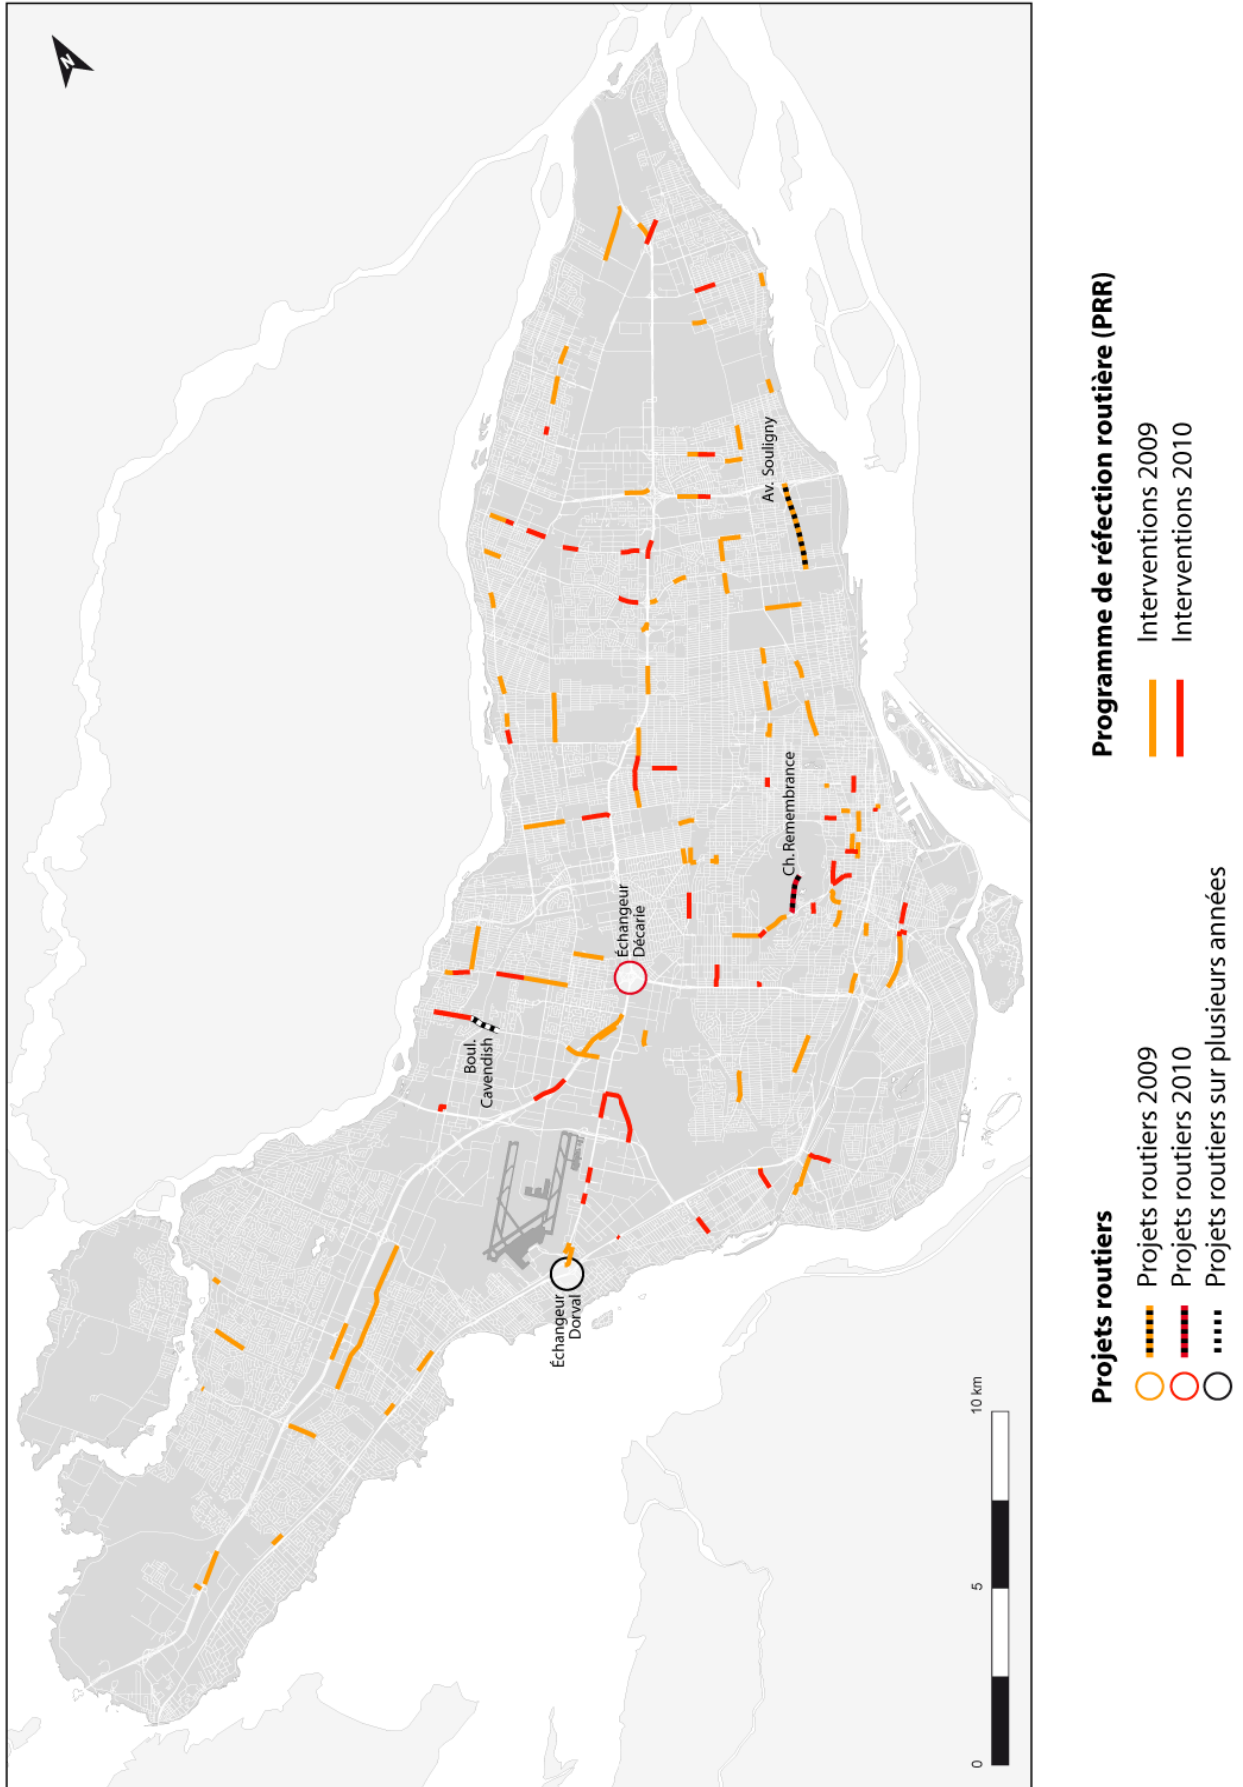 N
Av. Souligny
Ch. Remembrance
Échangeur
Décarie
Boul.
Cavendish
Échangeur
Dorval
0
5
10 km
Projets routiers
Projets routiers 2009
Projets routiers 2010
Projets routiers sur plusieurs années
Programme de réfection routière (PRR)
Interventions 2009
Interventions 2010